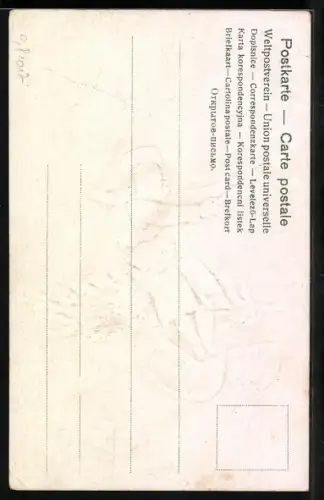 Postkarte — Carte postale
Weltpostverein — Union postale universelle
Dopisnice — Correspondenzkarte — Levelező-Lap
Karta korespondencyjna — Korespondenční lístek
Briefkaart—Cartolina postale—Post card—Brefkort
Открытое-письмо.